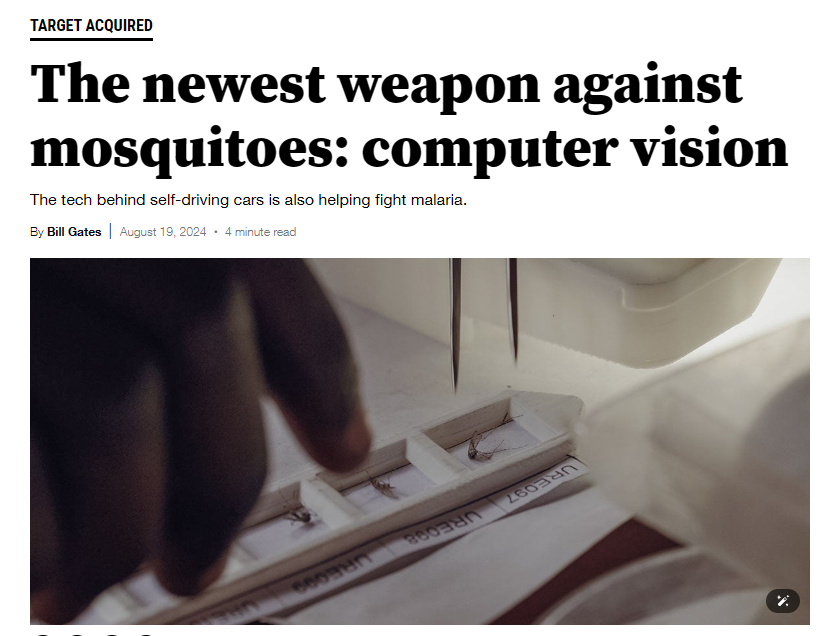 TARGET ACQUIRED
The newest weapon against
mosquitoes: computer vision
The tech behind self-driving cars is also helping fight malaria.
By Bill Gates | August 19, 2024 • 4 minute read
URE097
URE098
URE099